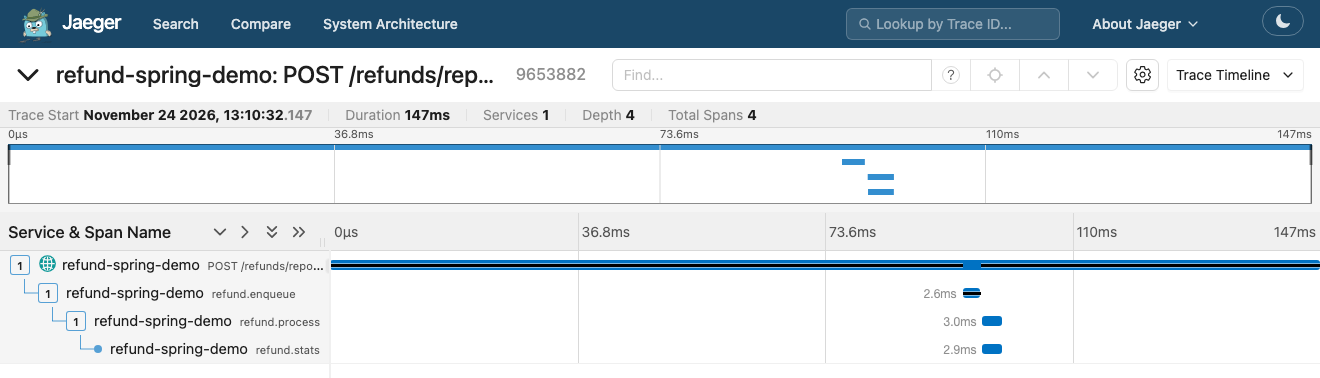 Jaeger Search Compare System Architecture Lookup by Trace ID... About Jaeger
refund-spring-demo: POST /refunds/rep... 9653882 Find... ? Trace Timeline
Trace Start November 24 2026, 13:10:32.147 Duration 147ms Services 1 Depth 4 Total Spans 4
0μs 36.8ms 73.6ms 110ms 147ms
Service & Span Name 0μs 36.8ms 73.6ms 110ms 147ms
1 refund-spring-demo POST /refunds/repo...
1 refund-spring-demo refund.enqueue 2.6ms
1 refund-spring-demo refund.process 3.0ms
refund-spring-demo refund.stats 2.9ms